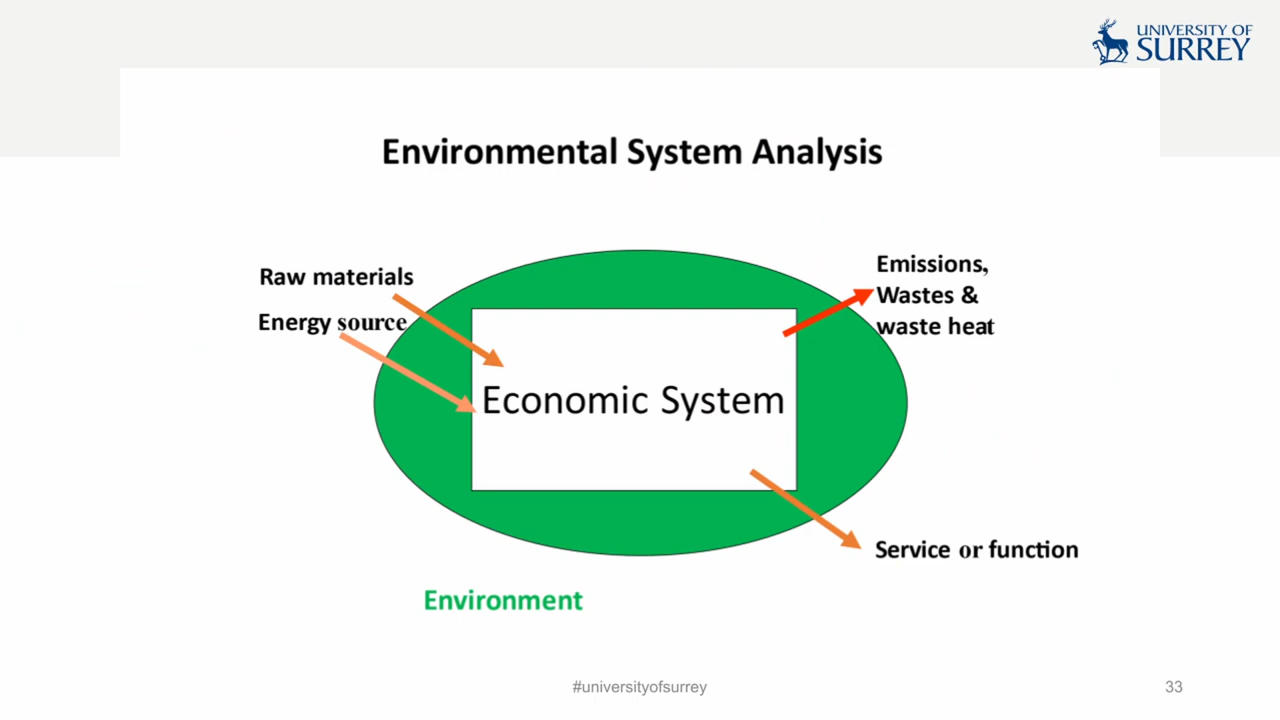 UNIVERSITY OF
SURREY
Environmental System Analysis
Raw materials
Energy source
Emissions,
Wastes &
waste heat
Economic System
Service or function
Environment
#universityofsurrey
33